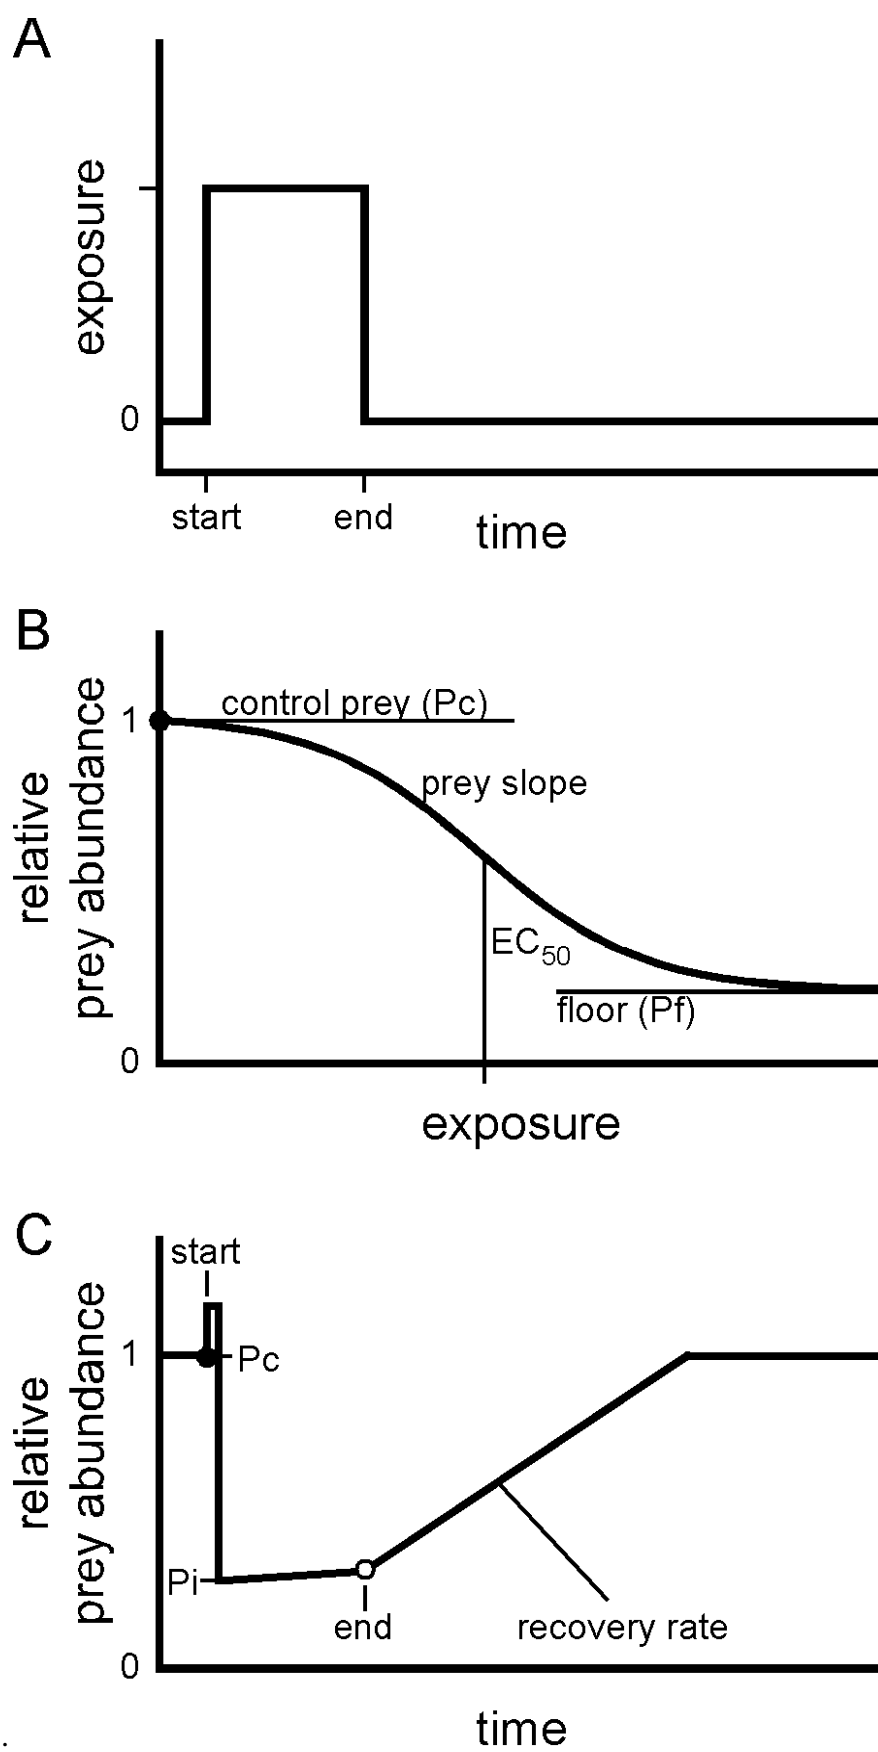 A
exposure
0
start
end
time
B
relative
prey abundance
1
control prey (Pc)
prey slope
EC50
floor (Pf)
0
exposure
C
relative
prey abundance
start
1
Pc
Pi
end
recovery rate
0
time
.